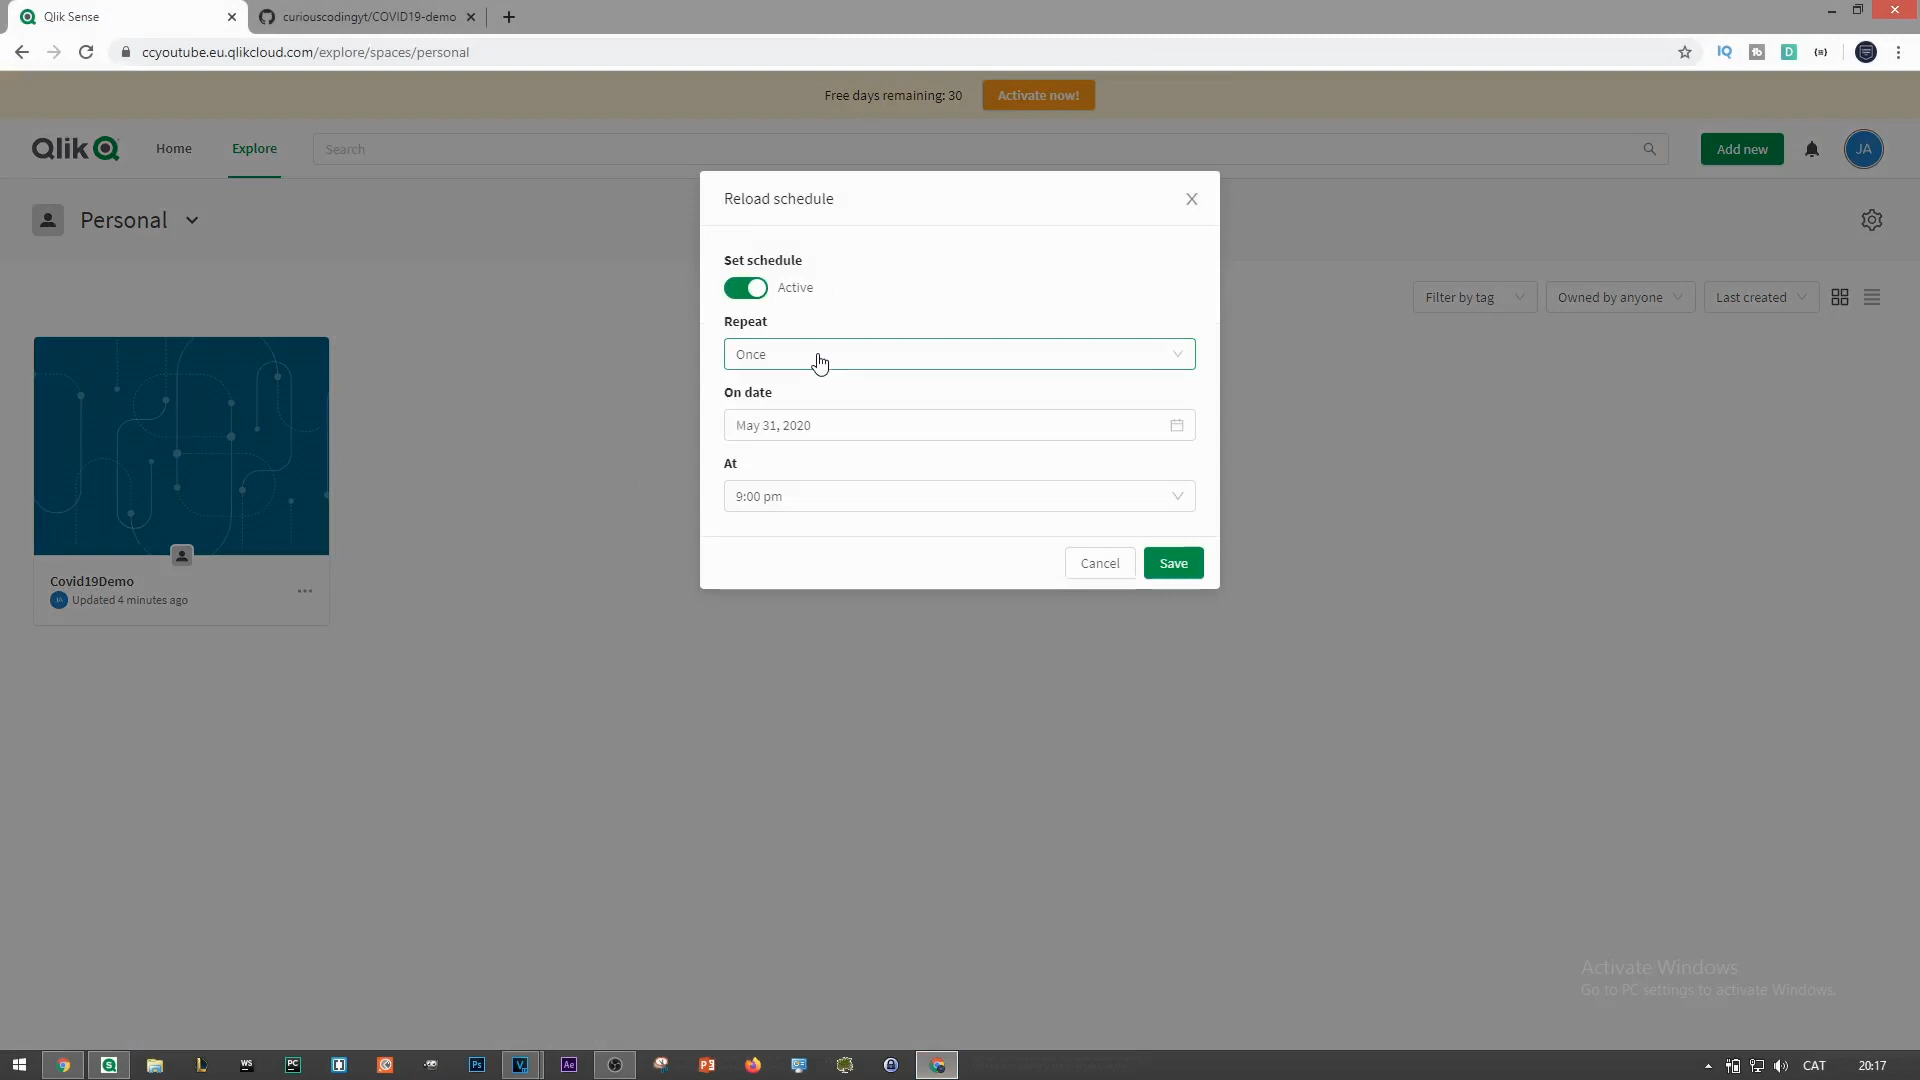 Qlik Sense
curiouscodingyt/COVID19-demo
ccyoutube.eu.qlikcloud.com/explore/spaces/personal
Free days remaining: 30
Activate now!
Qlik
Home
Explore
Search
Add new
JA
Personal
Reload schedule
Set schedule
Active
Repeat
Once
On date
May 31, 2020
At
9:00 pm
Cancel
Save
Filter by tag
Owned by anyone
Last created
Covid19Demo
JA
Updated 4 minutes ago
Activate Windows
Go to PC settings to activate Windows.
CAT
20:17